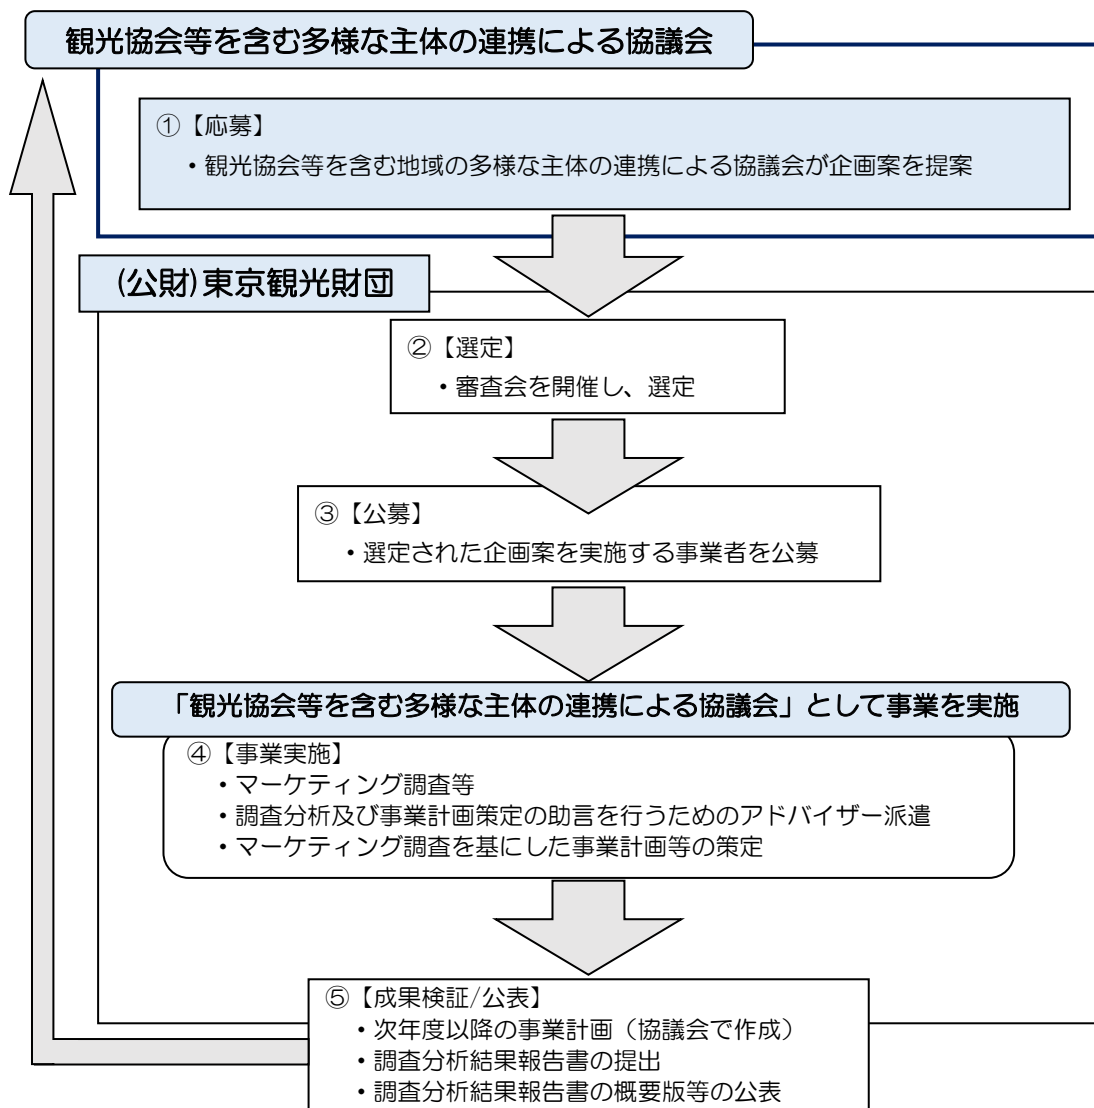 観光協会等を含む多様な主体の連携による協議会
①【応募】
・観光協会等を含む地域の多様な主体の連携による協議会が企画案を提案
(公財)東京観光財団
②【選定】
・審査会を開催し、選定
③【公募】
・選定された企画案を実施する事業者を公募
「観光協会等を含む多様な主体の連携による協議会」として事業を実施
④【事業実施】
・マーケティング調査等
・調査分析及び事業計画策定の助言を行うためのアドバイザー派遣
・マーケティング調査を基にした事業計画等の策定
⑤【成果検証/公表】
・次年度以降の事業計画（協議会で作成）
・調査分析結果報告書の提出
・調査分析結果報告書の概要版等の公表